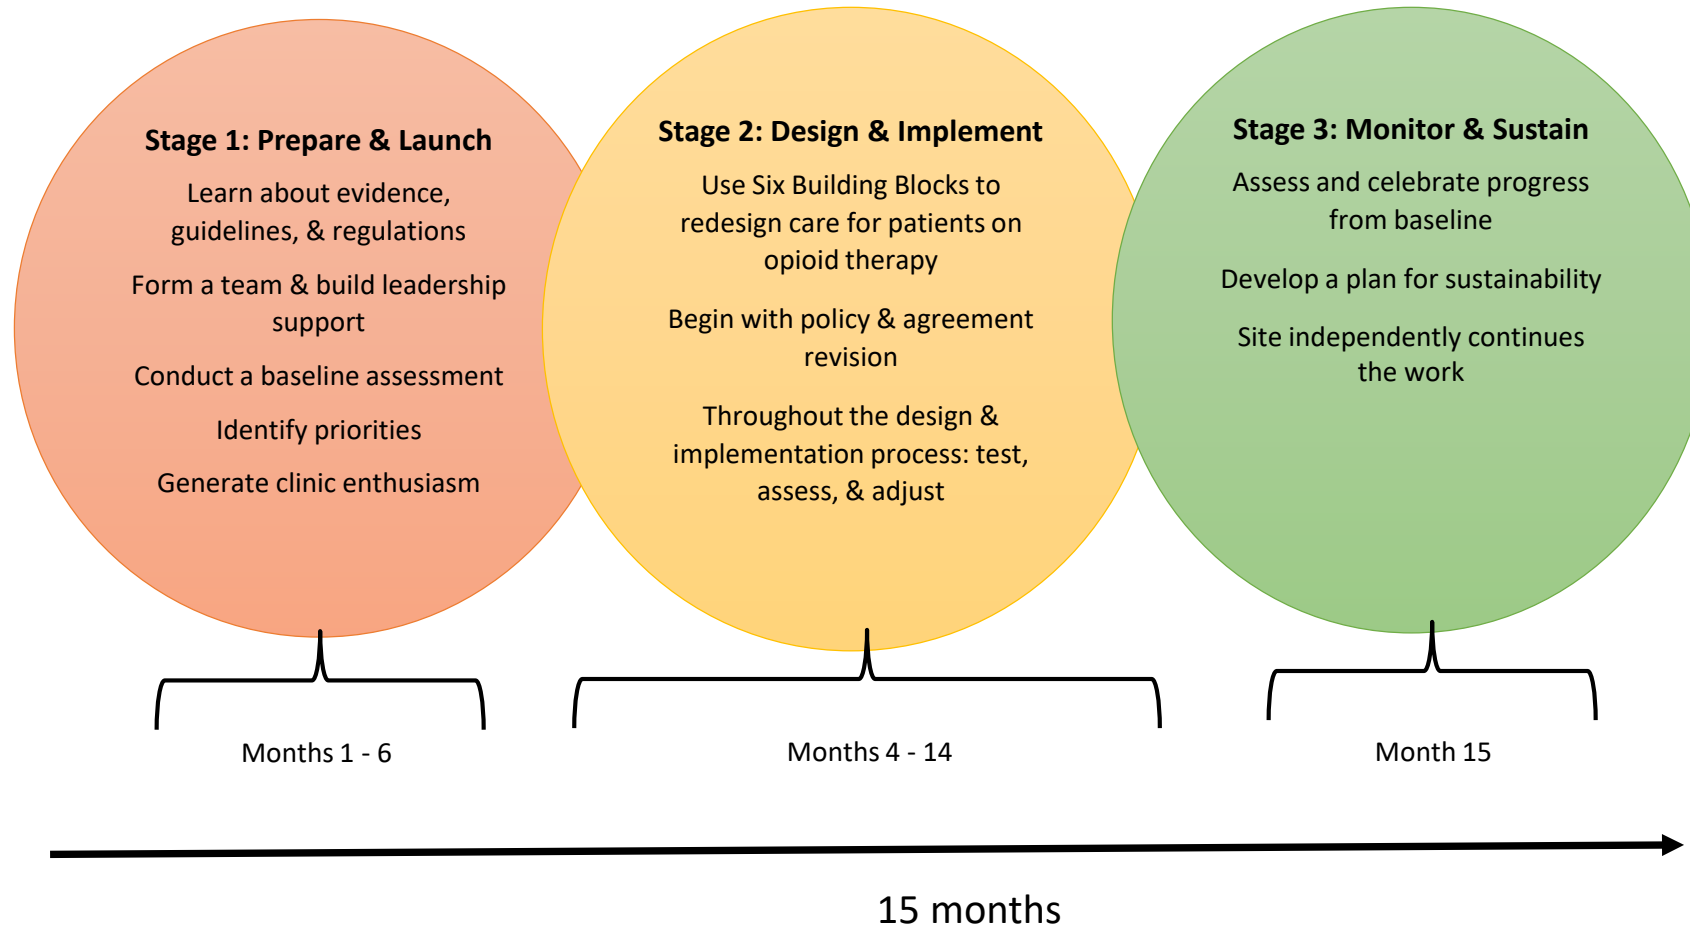 Stage 1: Prepare & Launch
Learn about evidence,
guidelines, & regulations
Form a team & build leadership
support
Conduct a baseline assessment
Identify priorities
Generate clinic enthusiasm
Stage 2: Design & Implement
Use Six Building Blocks to
redesign care for patients on
opioid therapy
Begin with policy & agreement
revision
Throughout the design &
implementation process: test,
assess, & adjust
Stage 3: Monitor & Sustain
Assess and celebrate progress
from baseline
Develop a plan for sustainability
Site independently continues
the work
Months 1 - 6
Months 4 - 14
Month 15
15 months